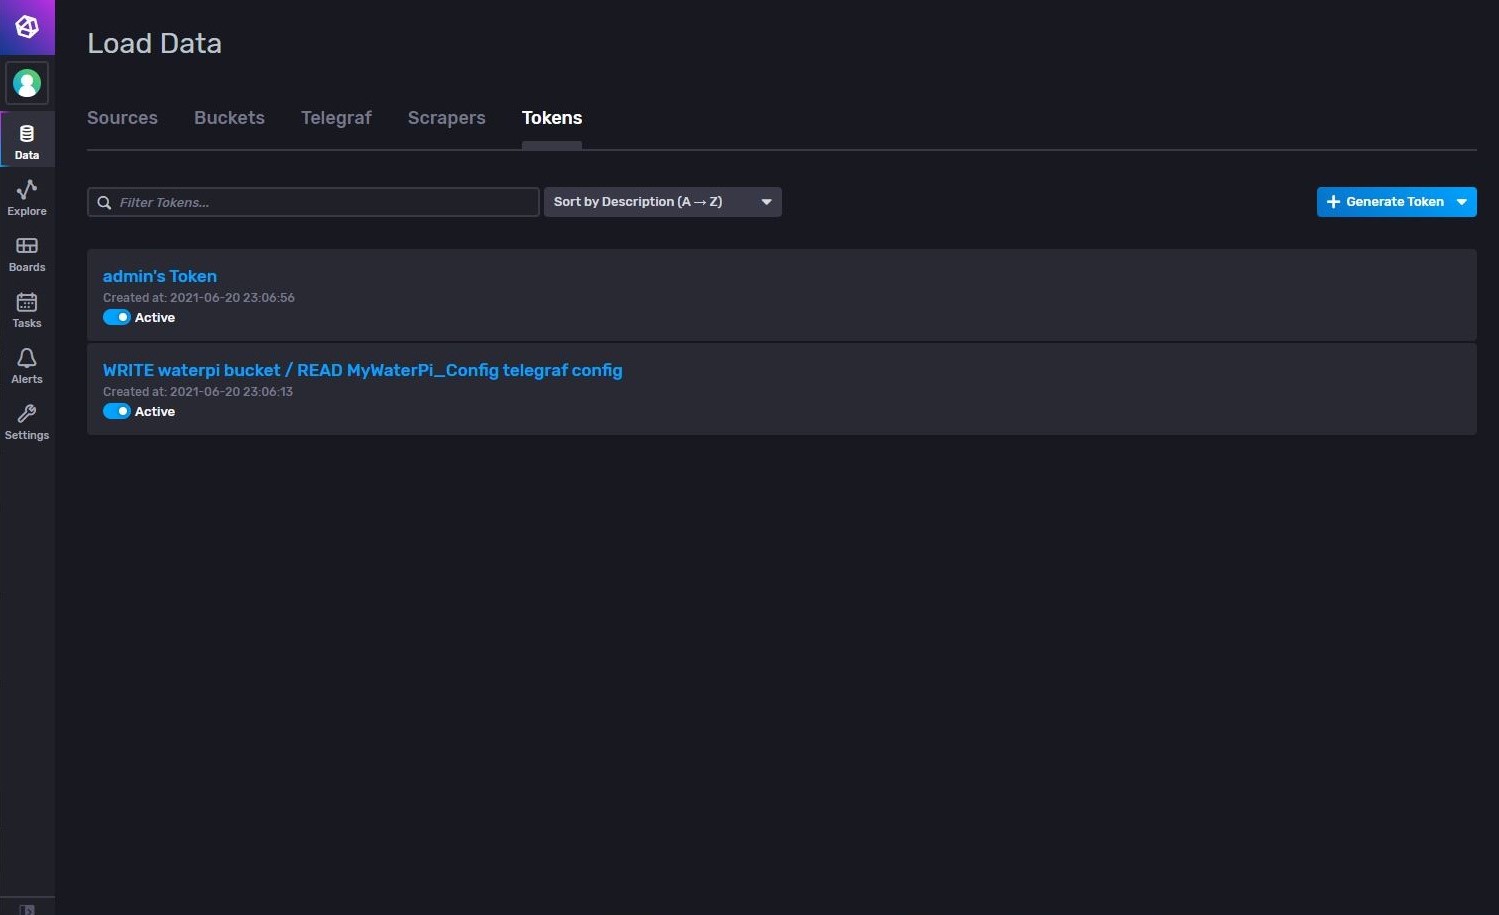 Load Data
Sources Buckets Telegraf Scrapers Tokens
Data
Explore
Boards
Tasks
Alerts
Settings
Filter Tokens...
Sort by Description (A → Z)
Generate Token
admin's Token
Created at: 2021-06-20 23:06:56
Active
WRITE waterpi bucket / READ MyWaterPi_Config telegraf config
Created at: 2021-06-20 23:06:13
Active